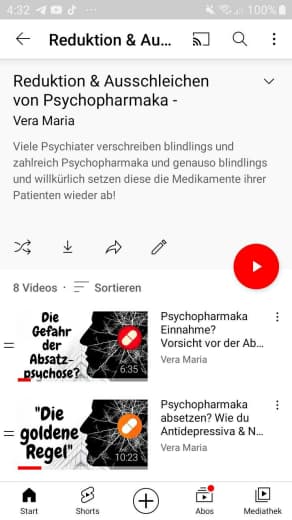 4:32
100%
Reduktion & Au...
Reduktion & Ausschleichen
von Psychopharmaka -
Vera Maria
Viele Psychiater verschreiben blindlings und
zahlreich Psychopharmaka und genauso blindlings
und willkürlich setzen diese die Medikamente ihrer
Patienten wieder ab!
8 Videos · Sortieren
Die
Gefahr
der
Absatz-
psychose?
6:35
Psychopharmaka
Einnahme?
Vorsicht vor der Ab...
Vera Maria
"Die
goldene
Regel"
10:23
Psychopharmaka
absetzen? Wie du
Antidepressiva & N...
Vera Maria
Start
Shorts
Abos
Mediathek